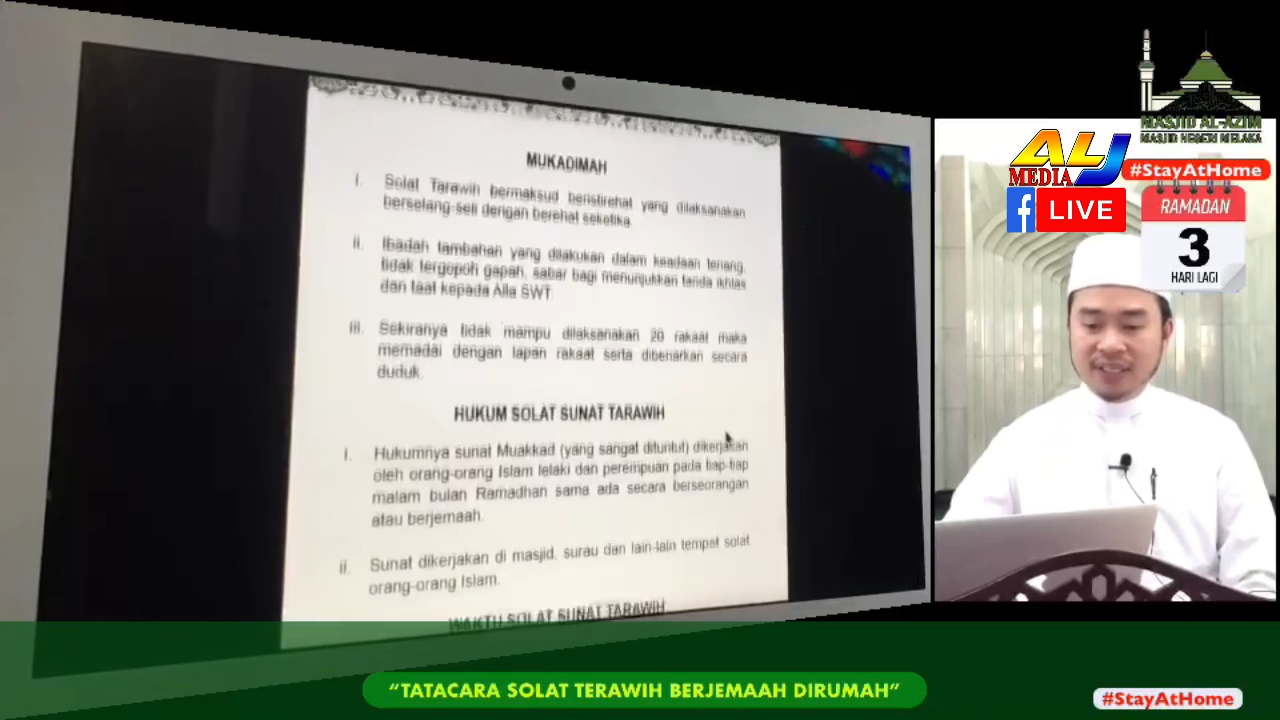 MUKADIMAH
i. Solat Tarawih bermaksud beristirehat yang dilaksanakan
berselang-seli dengan berehat seketika.
ii. Ibadah tambahan yang dilakukan dalam keadaan tenang,
tidak tergopoh gapah, sabar bagi menunjukkan tanda ikhlas
dan taat kepada Alla SWT.
iii. Sekiranya tidak mampu dilaksanakan 20 rakaat maka
memadai dengan lapan rakaat serta dibenarkan secara
duduk.
HUKUM SOLAT SUNAT TARAWIH
i. Hukumnya sunat Muakkad (yang sangat dituntut) dikerjakan
oleh orang-orang Islam lelaki dan perempuan pada tiap-tiap
malam bulan Ramadhan sama ada secara berseorangan
atau berjemaah.
ii. Sunat dikerjakan di masjid, surau dan lain-lain tempat solat
orang-orang Islam.
WAKTU SOLAT SUNAT TARAWIH
MASJID AL-AZIM
MASJID NEGERI MELAKA
ALJ
MEDIA
#StayAtHome
f LIVE
RAMADAN
3
HARI LAGI
“TATACARA SOLAT TERAWIH BERJEMAAH DIRUMAH”
#StayAtHome